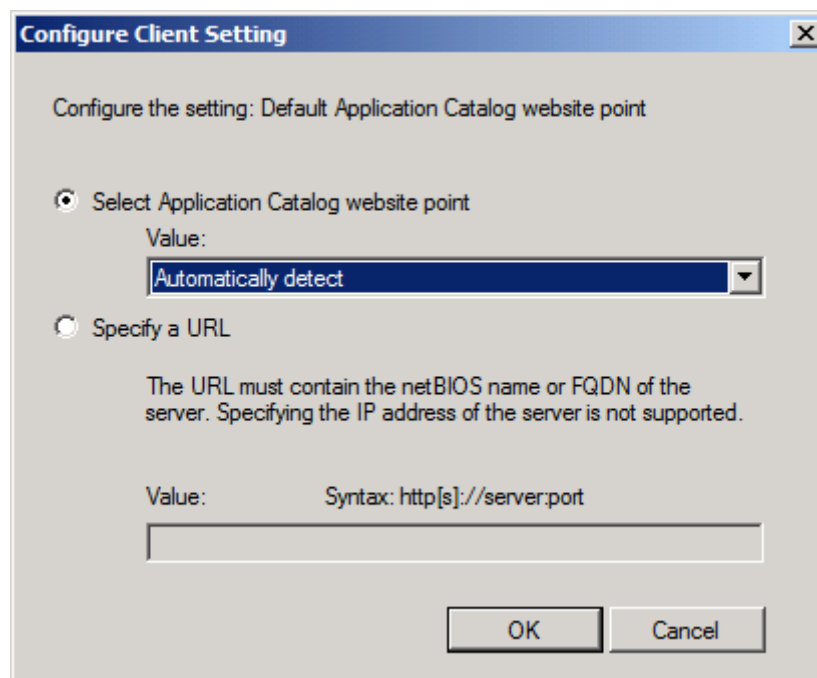 Configure Client Setting
Configure the setting: Default Application Catalog website point
Select Application Catalog website point
Value:
Automatically detect
Specify a URL
The URL must contain the netBIOS name or FQDN of the
server. Specifying the IP address of the server is not supported.
Value: Syntax: http[s]://server:port
OK Cancel